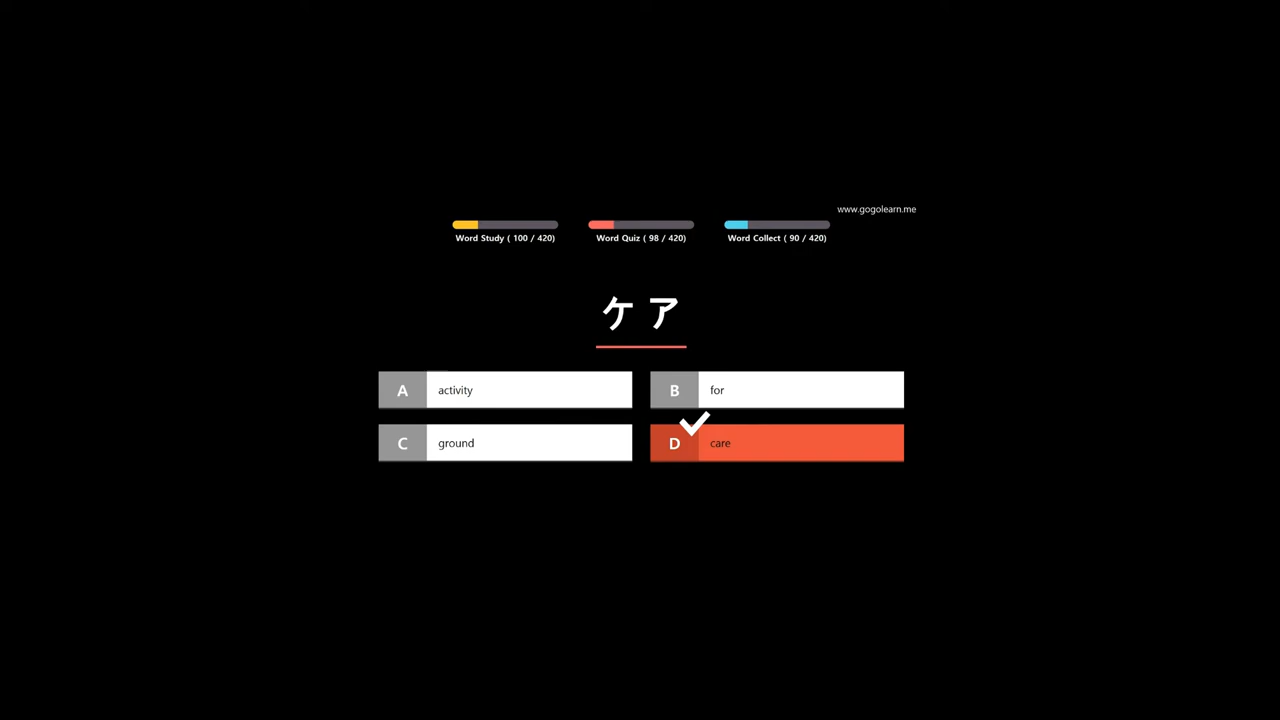 www.gogolearn.me
Word Study ( 100 / 420)
Word Quiz ( 98 / 420)
Word Collect ( 90 / 420)
ケア
A activity
B for
C ground
D care